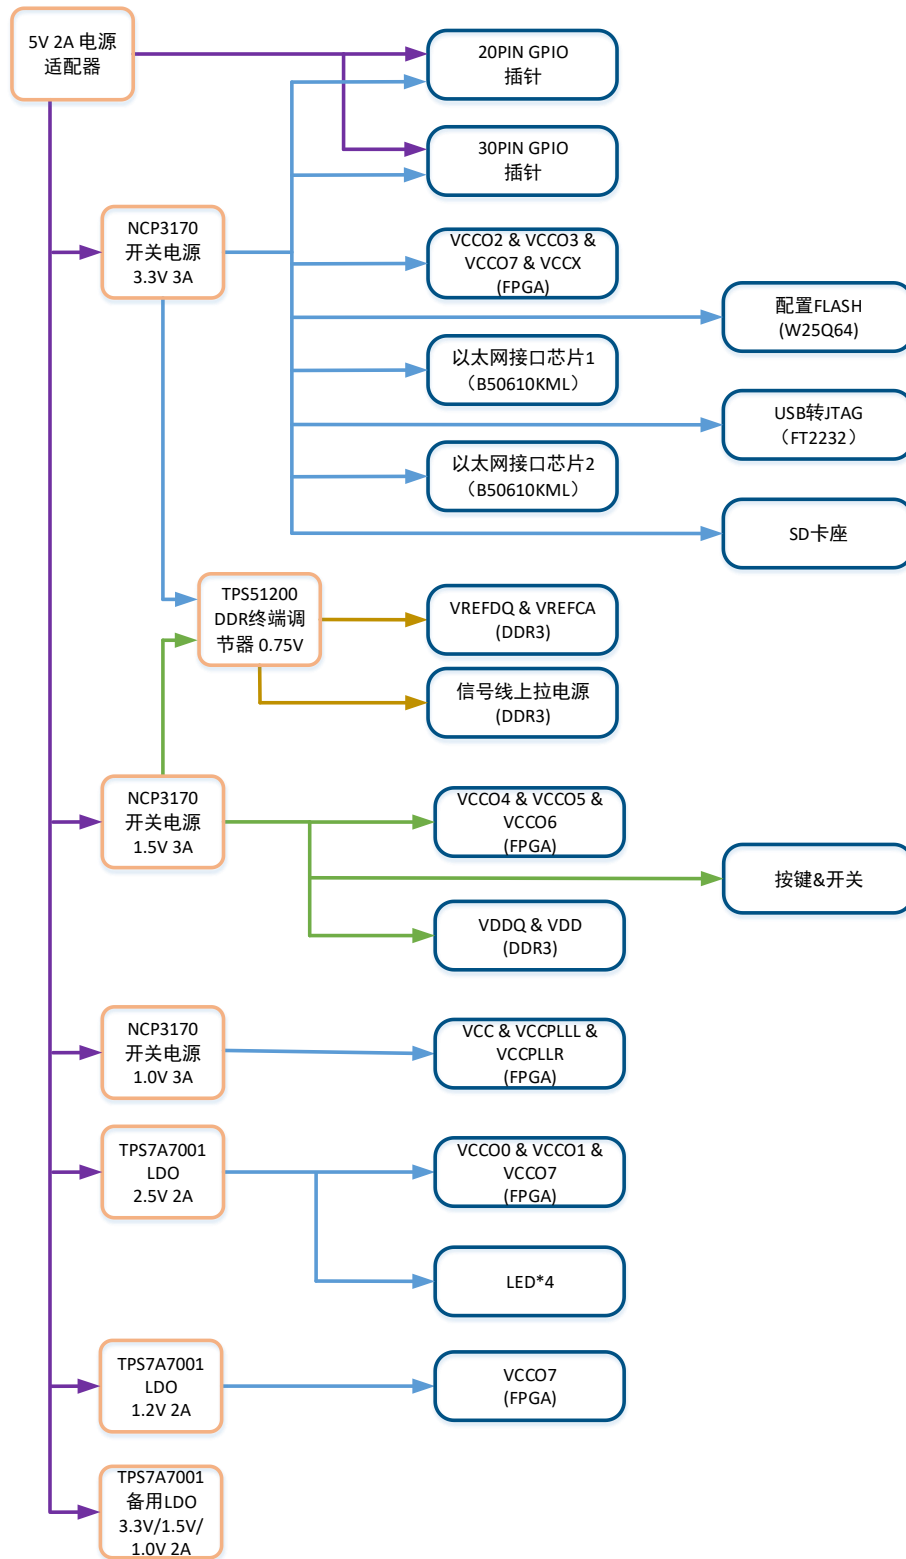 5V 2A 电源
适配器
20PIN GPIO
插针
30PIN GPIO
插针
NCP3170
开关电源
3.3V 3A
VCCO2 & VCCO3 &
VCCO7 & VCCX
(FPGA)
配置FLASH
(W25Q64)
以太网接口芯片1
（B50610KML）
USB转JTAG
（FT2232）
以太网接口芯片2
（B50610KML）
SD卡座
TPS51200
DDR终端调
节器 0.75V
VREFDQ & VREFCA
(DDR3)
信号线上拉电源
(DDR3)
NCP3170
开关电源
1.5V 3A
VCCO4 & VCCO5 &
VCCO6
(FPGA)
按键&开关
VDDQ & VDD
(DDR3)
NCP3170
开关电源
1.0V 3A
VCC & VCCPLLL &
VCCPLLR
(FPGA)
TPS7A7001
LDO
2.5V 2A
VCCO0 & VCCO1 &
VCCO7
(FPGA)
LED*4
TPS7A7001
LDO
1.2V 2A
VCCO7
(FPGA)
TPS7A7001
备用LDO
3.3V/1.5V/
1.0V 2A